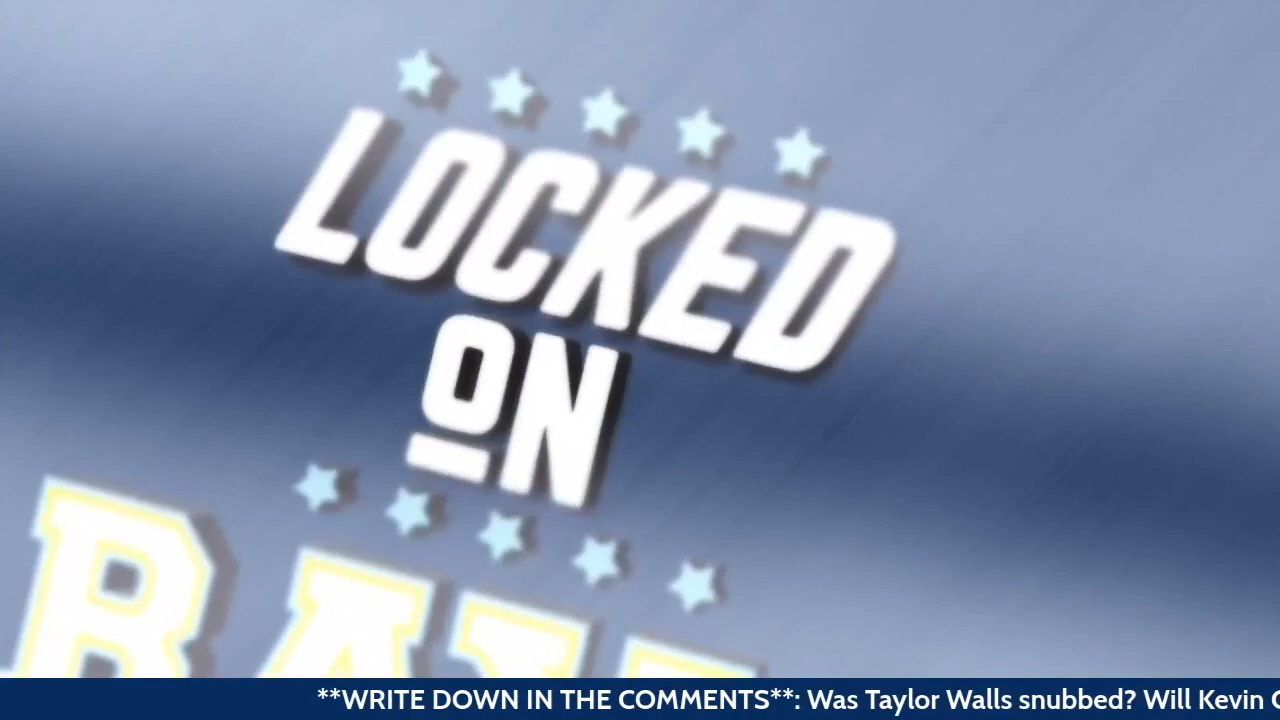 LOCKED
ON
**WRITE DOWN IN THE COMMENTS**: Was Taylor Walls snubbed? Will Kevin